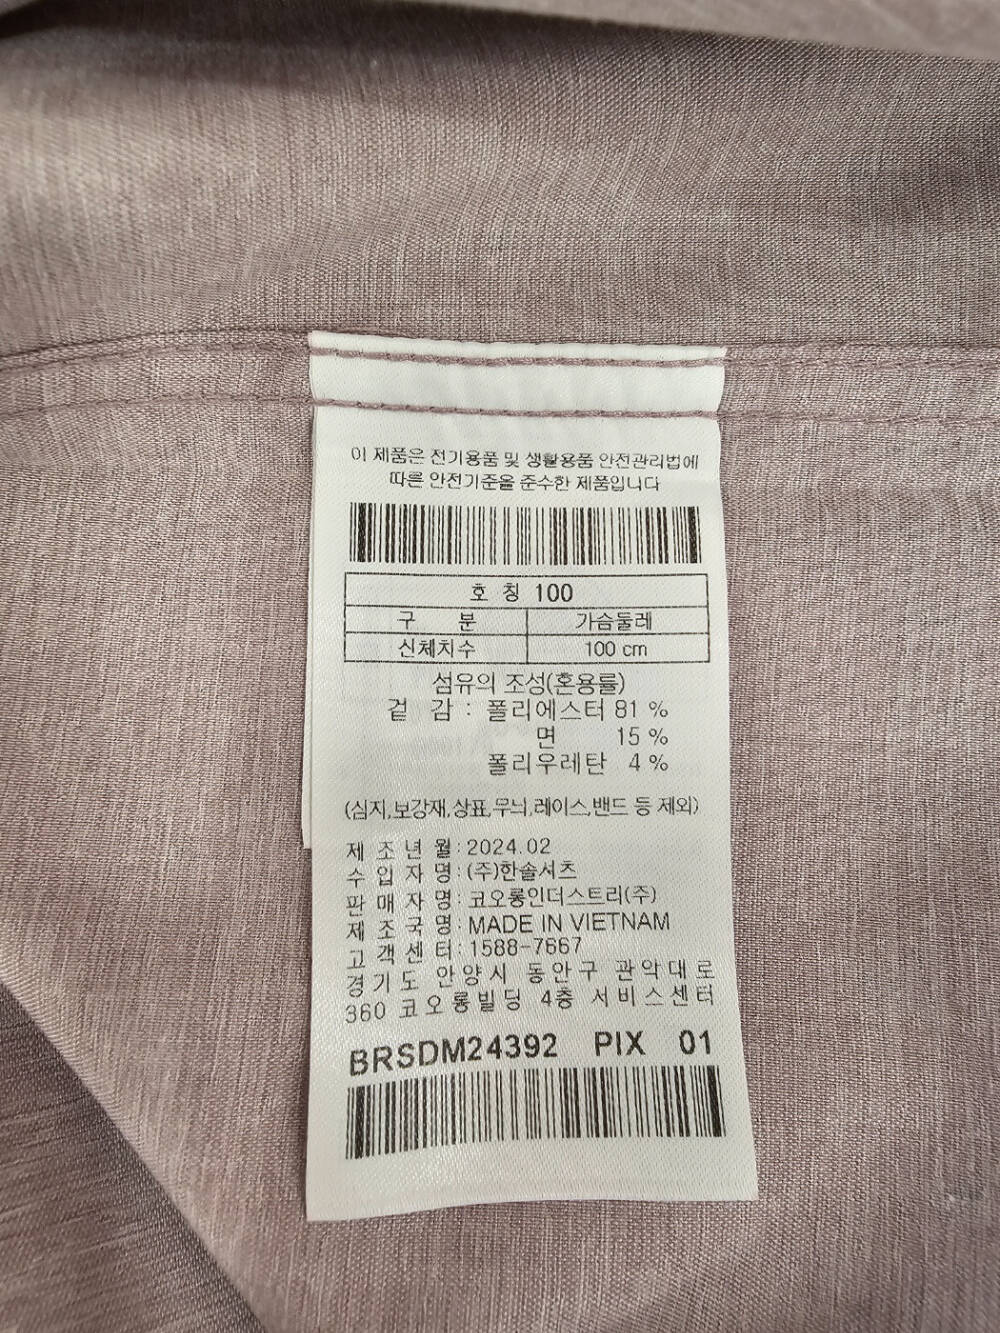 이 제품은 전기용품 및 생활용품 안전관리법에
따른 안전기준을 준수한 제품입니다
호 칭 100
구 분 가슴둘레
신체치수 100 cm
섬유의 조성(혼용률)
겉 감 : 폴리에스터 81 %
면 15 %
폴리우레탄 4 %
(심지,보강재,상표,무늬,레이스,밴드 등 제외)
제 조 년 월 : 2024.02
수 입 자 명 : (주)한솔셔츠
판 매 자 명 : 코오롱인더스트리(주)
제 조 국 명 : MADE IN VIETNAM
고 객 센 터 : 1588-7667
경기도 안양시 동안구 관악대로
360 코오롱빌딩 4층 서비스센터
BRSDM24392 PIX 01